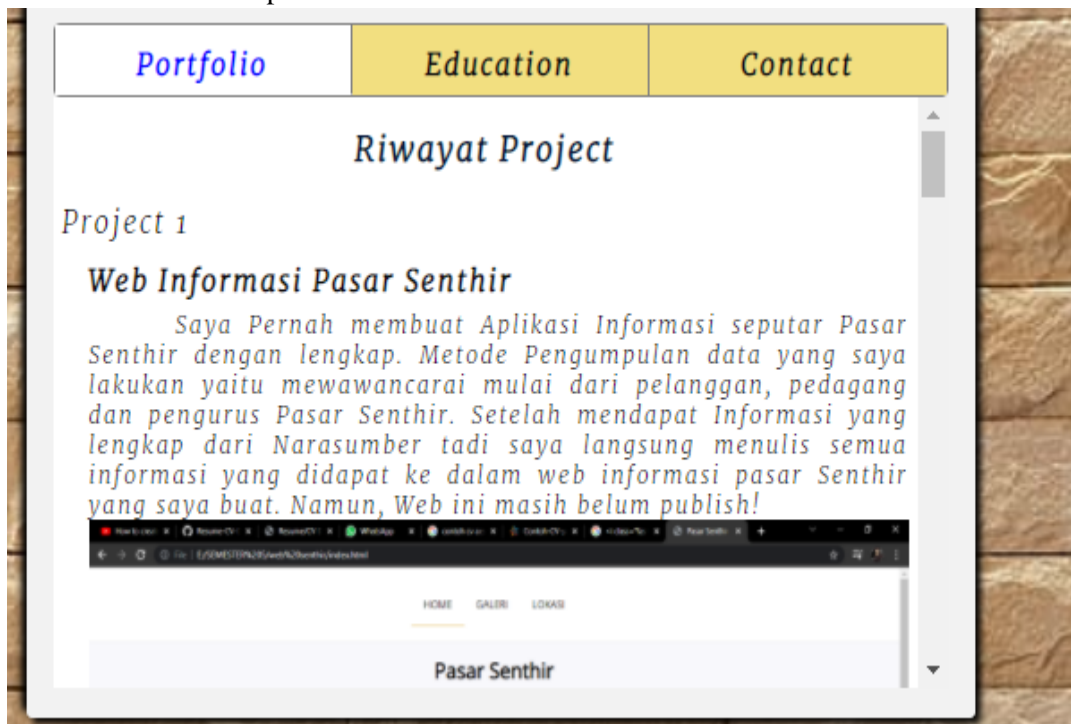 Portfolio Education Contact
Riwayat Project
Project 1
Web Informasi Pasar Senthir
Saya Pernah membuat Aplikasi Informasi seputar Pasar
Senthir dengan lengkap. Metode Pengumpulan data yang saya
lakukan yaitu mewawancarai mulai dari pelanggan, pedagang
dan pengurus Pasar Senthir. Setelah mendapat Informasi yang
lengkap dari Narasumber tadi saya langsung menulis semua
informasi yang didapat ke dalam web informasi pasar Senthir
yang saya buat. Namun, Web ini masih belum publish!
WhatsApp
HOME GALERI LOKASI
Pasar Senthir